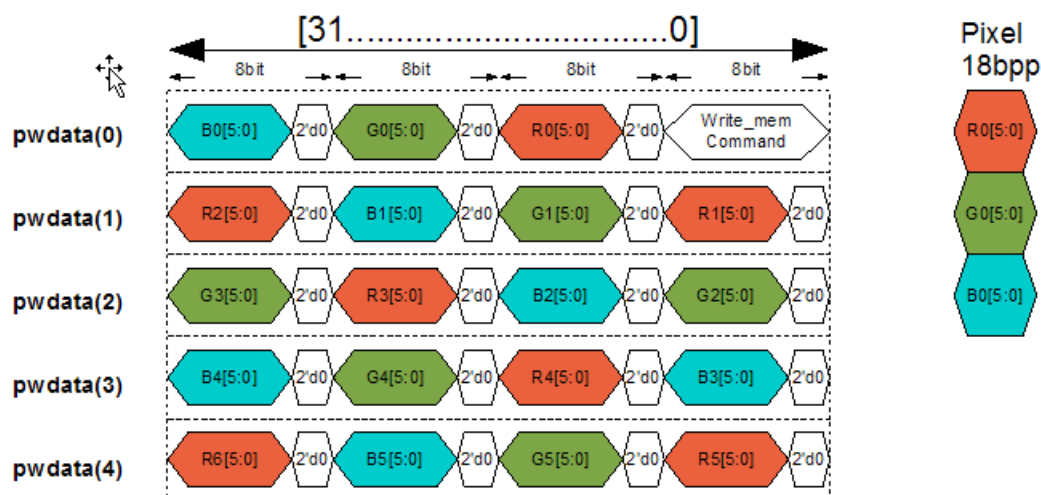 [31..................................0]
8bit 8bit 8bit 8bit
pwdata(0) B0[5:0] 2'd0 G0[5:0] 2'd0 R0[5:0] 2'd0 Write_mem
Command
pwdata(1) R2[5:0] 2'd0 B1[5:0] 2'd0 G1[5:0] 2'd0 R1[5:0] 2'd0
pwdata(2) G3[5:0] 2'd0 R3[5:0] 2'd0 B2[5:0] 2'd0 G2[5:0] 2'd0
pwdata(3) B4[5:0] 2'd0 G4[5:0] 2'd0 R4[5:0] 2'd0 B3[5:0] 2'd0
pwdata(4) R6[5:0] 2'd0 B5[5:0] 2'd0 G5[5:0] 2'd0 R5[5:0] 2'd0
Pixel
18bpp
R0[5:0]
G0[5:0]
B0[5:0]